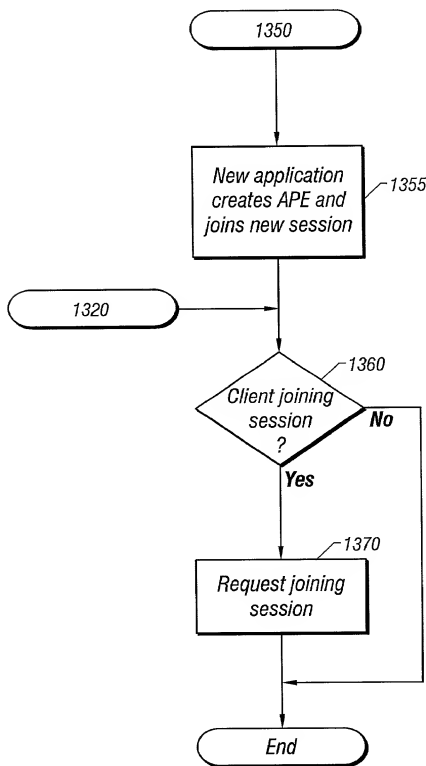 1350
New application
creates APE and
joins new session
1355
1320
1360
Client joining
session
?
No
Yes
1370
Request joining
session
End